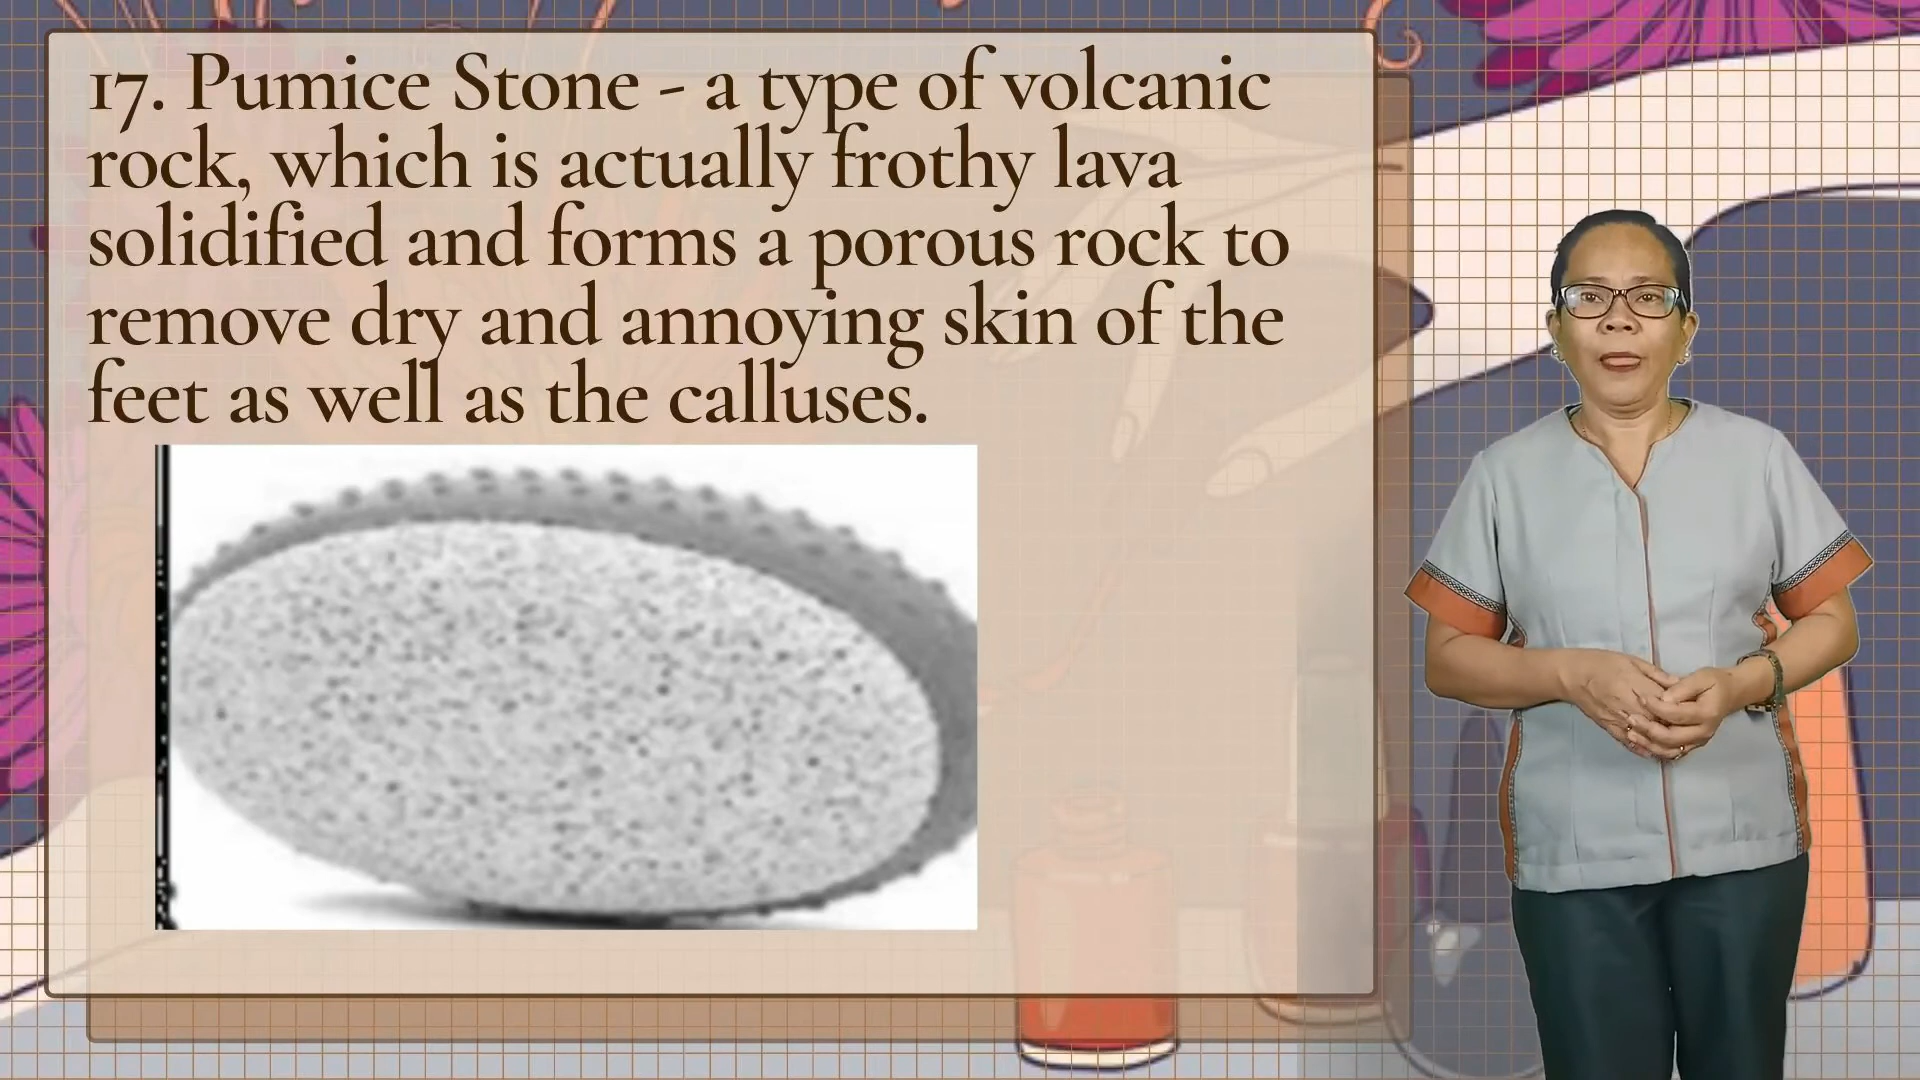 17. Pumice Stone - a type of volcanic
rock, which is actually frothy lava
solidified and forms a porous rock to
remove dry and annoying skin of the
feet as well as the calluses.